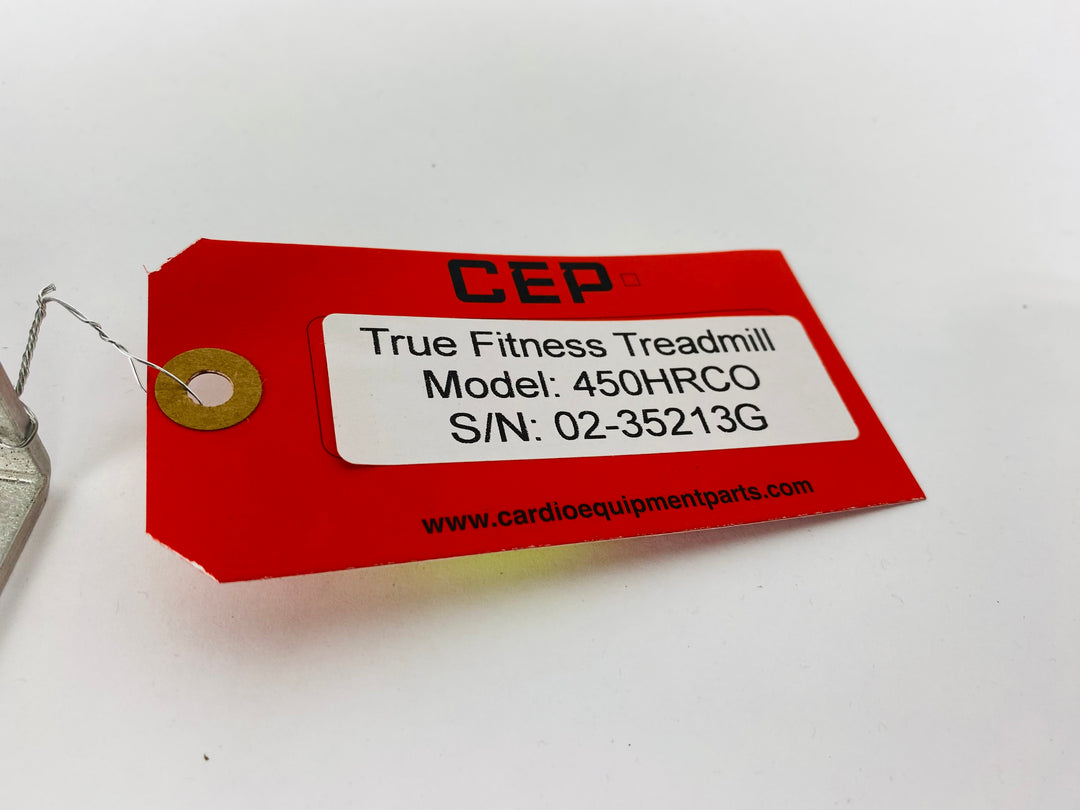 CEP
True Fitness Treadmill
Model: 450HRCO
S/N: 02-35213G
www.cardioequipmentparts.com